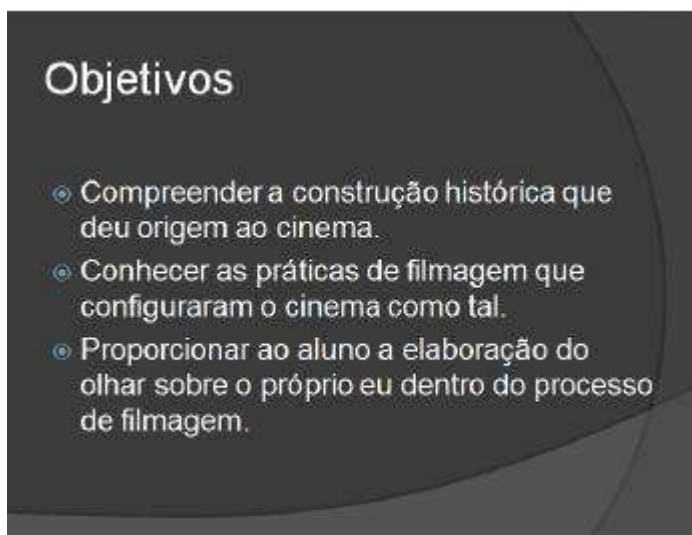 Objetivos
Compreender a construção histórica que
deu origem ao cinema.
Conhecer as práticas de filmagem que
configuraram o cinema como tal.
Proporcionar ao aluno a elaboração do
olhar sobre o próprio eu dentro do processo
de filmagem.